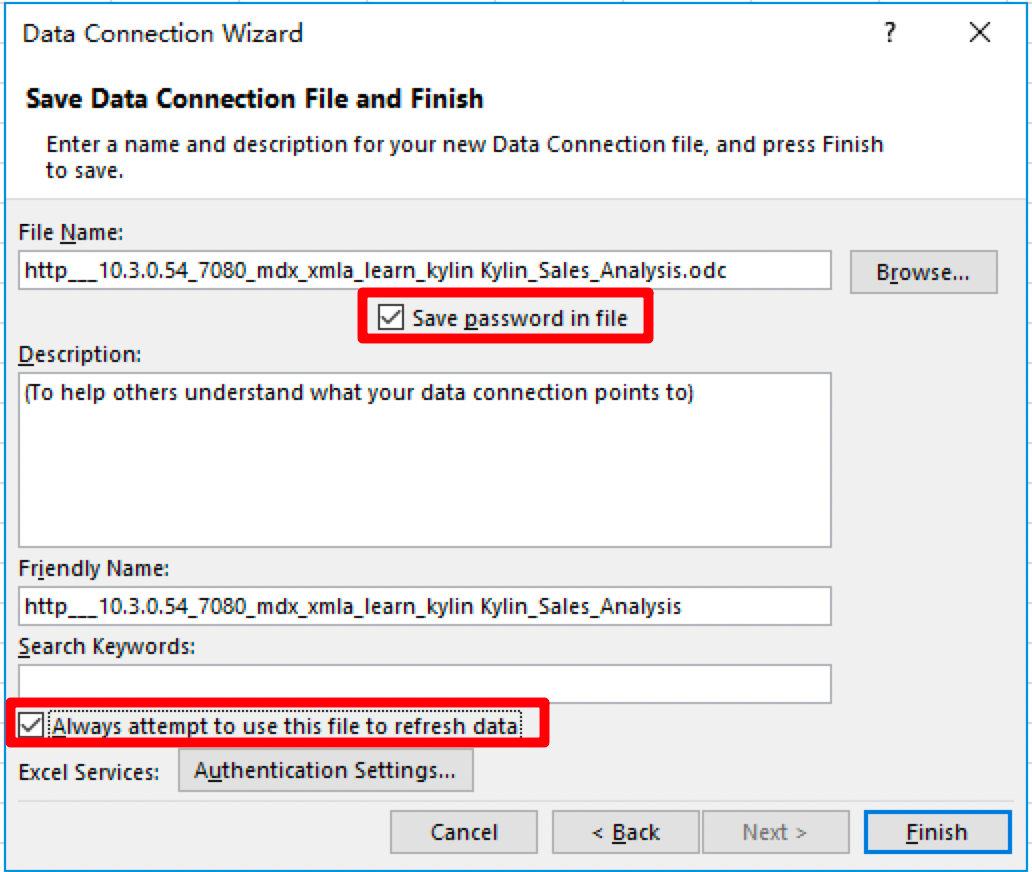 Data Connection Wizard
?
Save Data Connection File and Finish
Enter a name and description for your new Data Connection file, and press Finish
to save.
File Name:
http___10.3.0.54_7080_mdx_xmla_learn_kylin Kylin_Sales_Analysis.odc
Browse...
Save password in file
Description:
(To help others understand what your data connection points to)
Friendly Name:
http___10.3.0.54_7080_mdx_xmla_learn_kylin Kylin_Sales_Analysis
Search Keywords:
Always attempt to use this file to refresh data
Excel Services: Authentication Settings...
Cancel < Back Next > Finish